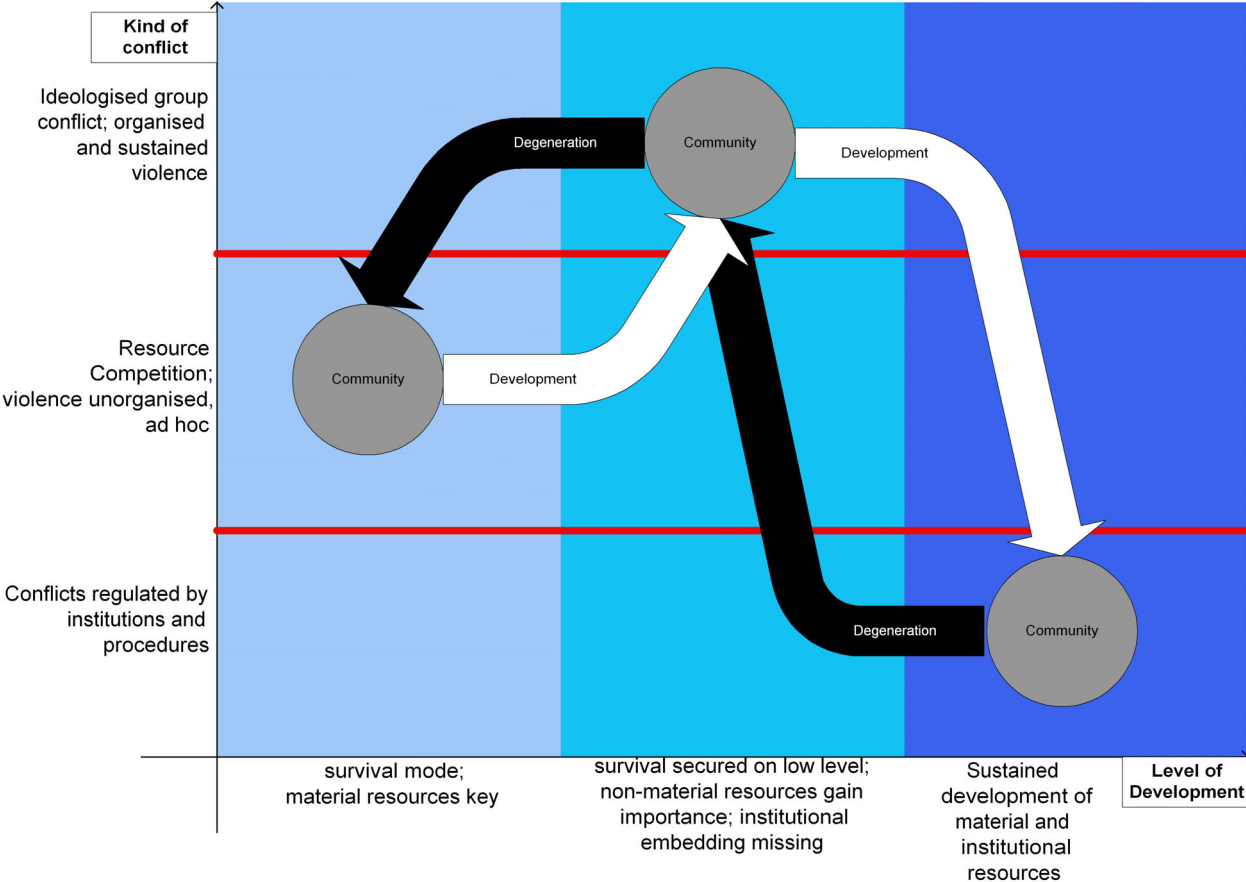 Kind of
conflict
Ideologised group
conflict; organised
and sustained
violence
Degeneration
Community
Development
Resource
Competition;
violence unorganised,
ad hoc
Community
Development
Conflicts regulated by
institutions and
procedures
Degeneration
Community
survival mode;
material resources key
survival secured on low level;
non-material resources gain
importance; institutional
embedding missing
Sustained
development of
material and
institutional
resources
Level of
Development